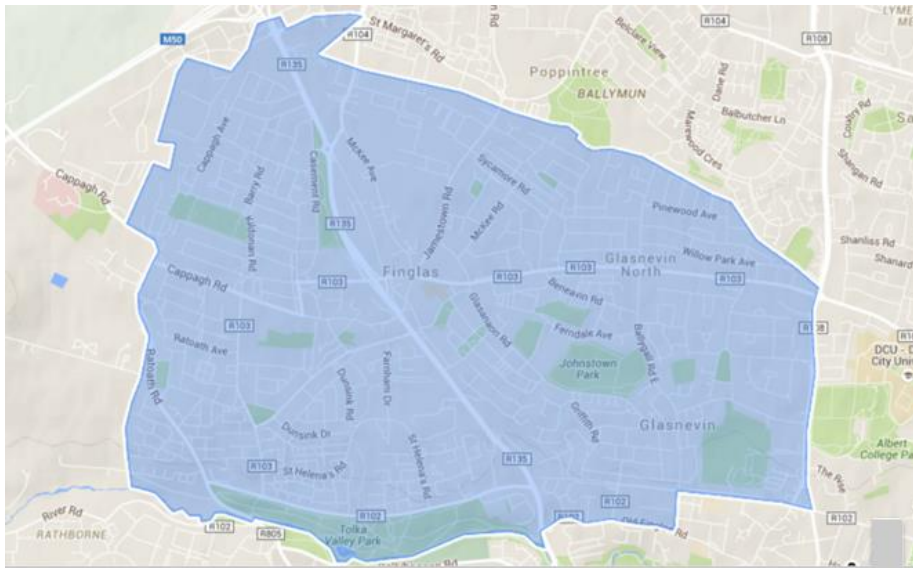 R104
R108
LYME
M50
St Margaret's Rd
R104
R135
Belclare View
Poppintree
BALLYMUN
Dane Rd
Balbutcher Ln
Coultry Rd
Sa
Marewood Cres
Shangan Rd
Cappagh Ave
McKee Ave
Casement Rd
Barry Rd
Sycamore Rd
Cappagh Rd
Jamestown Rd
McKee Rd
Pinewood Ave
R135
Shanliss Rd
Willow Park Ave
Shanard
Glasnevin
North
R103
R103
R103
R103
Finglas
Cappagh Rd
Beneavin Rd
Glasanaon Rd
R103
Ferndale Ave
Ballygall Rd E
R108
Ratoath Ave
Ratoath Rd
Farnham Dr
Dunsink Rd
Johnstown
Park
DCU - D
City Uni
Griffith Rd
Glasnevin
Dunsink Dr
St Helena's Rd
St Helena's Rd
R103
R135
Albert
College Pa
The Rise
River Rd
RATHBORNE
R102
R805
R102
R102
R102
Tolka
Valley Park